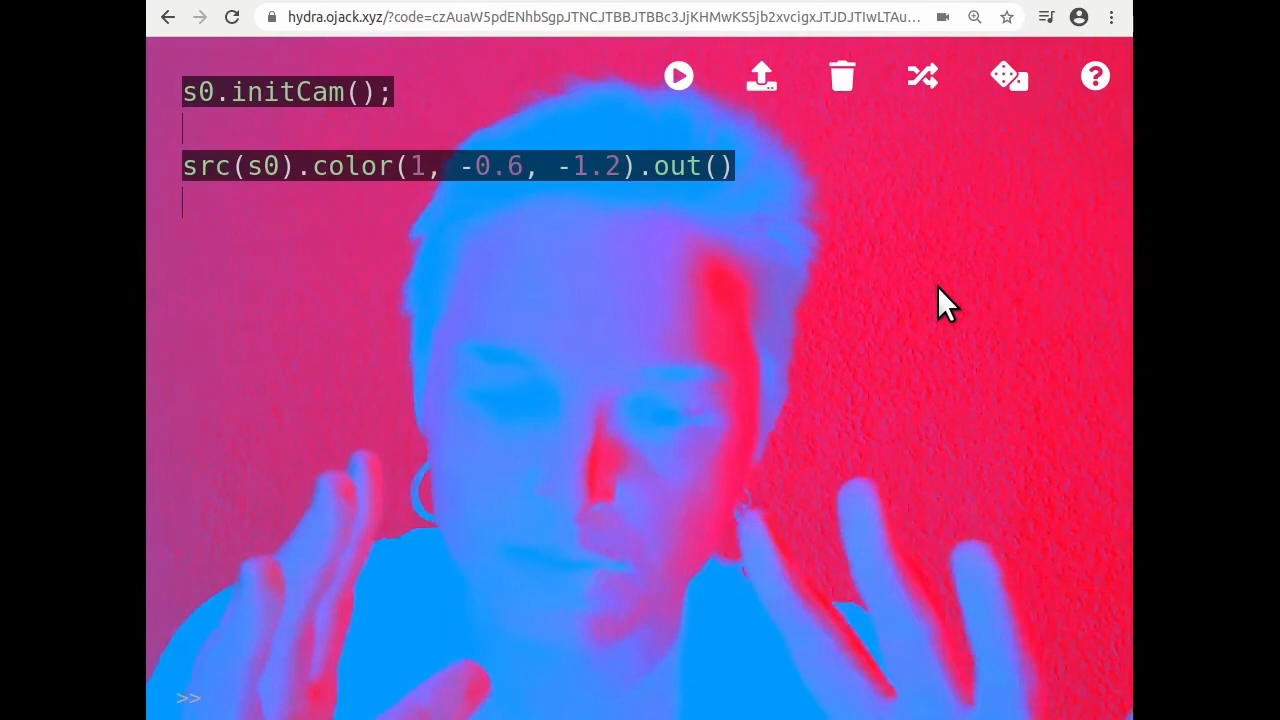 hydra.ojack.xyz/?code=czAuaW5pdENhbSgpJTNCJTBBJTBBc3JjKHMwKS5jb2xvcigxJTJDJTIwLTAu...
s0.initCam();
src(s0).color(1, -0.6, -1.2).out()
>>